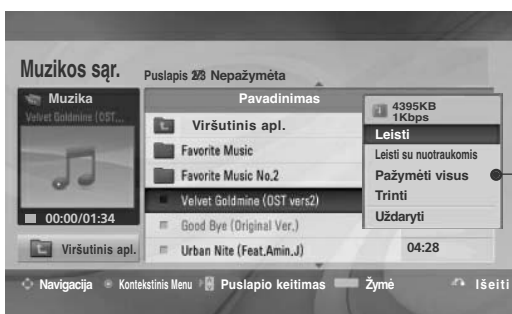 Muzikos sąr.
Puslapis 2/3 Nepažymėta
Muzika
Velvet Goldmine (OST...
00:00/01:34
Viršutinis apl.
Pavadinimas
Viršutinis apl.
Favorite Music
Favorite Music No.2
Velvet Goldmine (OST vers2)
Good Bye (Original Ver.)
Urban Nite (Feat.Amin.J)
04:28
4395KB
1Kbps
Leisti
Leisti su nuotraukomis
Pažymėti visus
Trinti
Uždaryti
Navigacija Kontekstinis Menu Puslapio keitimas Žymė Išeiti